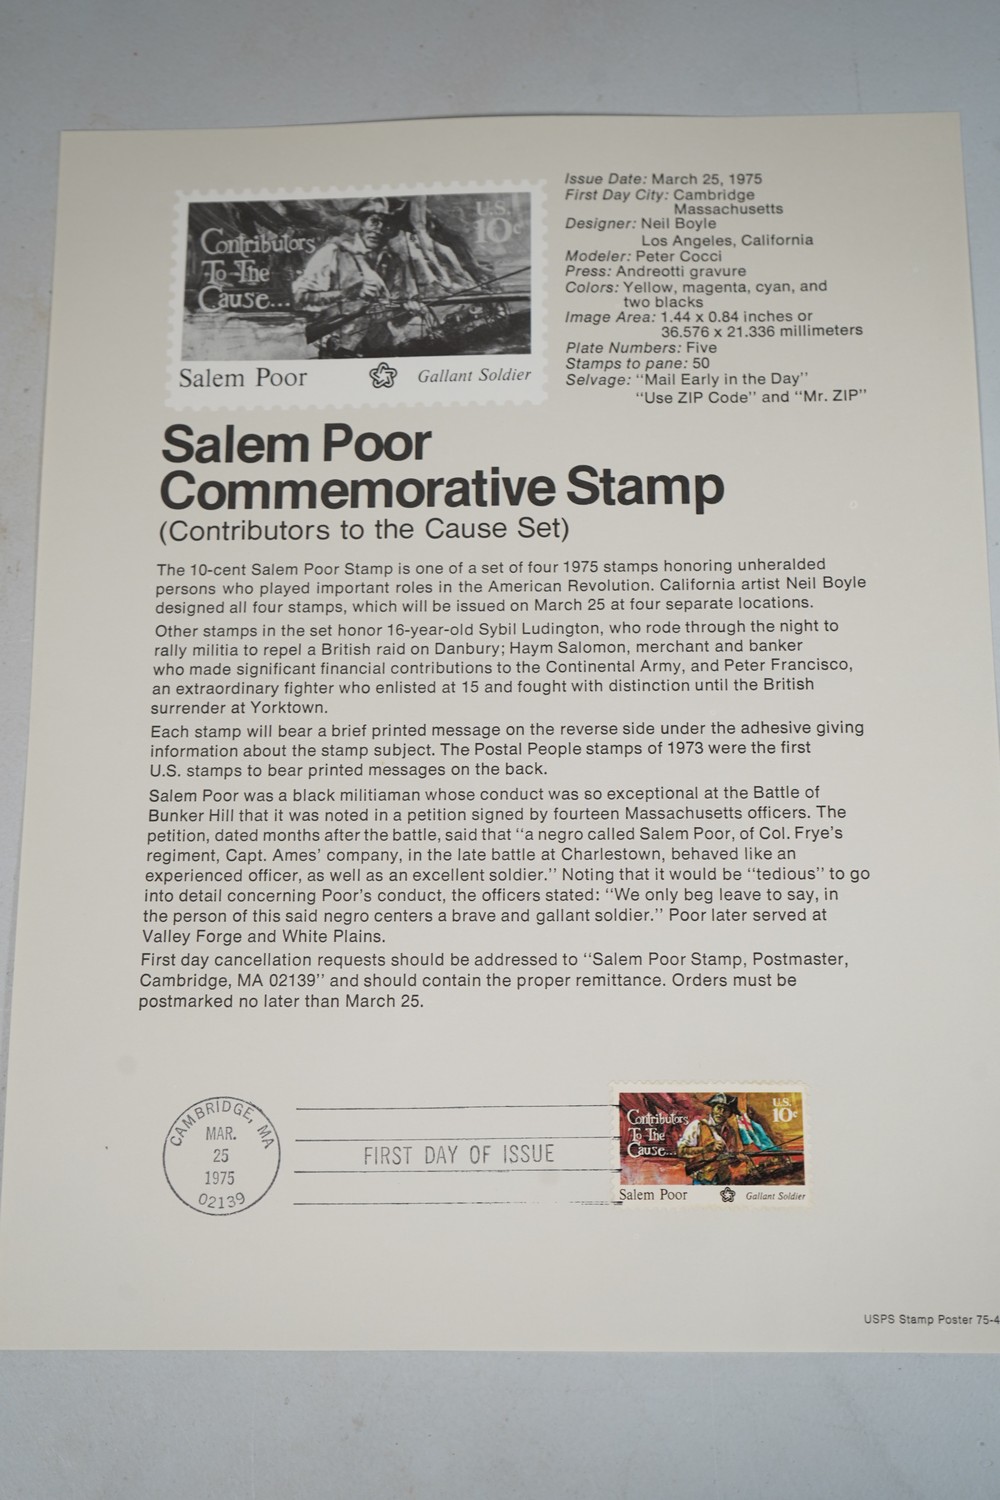 Contributors
To The
Cause...
U.S.
10c
Salem Poor
Gallant Soldier
Issue Date: March 25, 1975
First Day City: Cambridge
Massachusetts
Designer: Neil Boyle
Los Angeles, California
Modeler: Peter Cocci
Press: Andreotti gravure
Colors: Yellow, magenta, cyan, and
two blacks
Image Area: 1.44 x 0.84 inches or
36.576 x 21.336 millimeters
Plate Numbers: Five
Stamps to pane: 50
Selvage: “Mail Early in the Day”
“Use ZIP Code” and “Mr. ZIP”
Salem Poor
Commemorative Stamp
(Contributors to the Cause Set)
The 10-cent Salem Poor Stamp is one of a set of four 1975 stamps honoring unheralded
persons who played important roles in the American Revolution. California artist Neil Boyle
designed all four stamps, which will be issued on March 25 at four separate locations.
Other stamps in the set honor 16-year-old Sybil Ludington, who rode through the night to
rally militia to repel a British raid on Danbury; Haym Salomon, merchant and banker
who made significant financial contributions to the Continental Army, and Peter Francisco,
an extraordinary fighter who enlisted at 15 and fought with distinction until the British
surrender at Yorktown.
Each stamp will bear a brief printed message on the reverse side under the adhesive giving
information about the stamp subject. The Postal People stamps of 1973 were the first
U.S. stamps to bear printed messages on the back.
Salem Poor was a black militiaman whose conduct was so exceptional at the Battle of
Bunker Hill that it was noted in a petition signed by fourteen Massachusetts officers. The
petition, dated months after the battle, said that “a negro called Salem Poor, of Col. Frye’s
regiment, Capt. Ames’ company, in the late battle at Charlestown, behaved like an
experienced officer, as well as an excellent soldier.” Noting that it would be “tedious” to go
into detail concerning Poor’s conduct, the officers stated: “We only beg leave to say, in
the person of this said negro centers a brave and gallant soldier.” Poor later served at
Valley Forge and White Plains.
First day cancellation requests should be addressed to “Salem Poor Stamp, Postmaster,
Cambridge, MA 02139” and should contain the proper remittance. Orders must be
postmarked no later than March 25.
CAMBRIDGE, MA
MAR.
25
1975
02139
FIRST DAY OF ISSUE
Contributors
To The
Cause...
U.S.
10c
Salem Poor
Gallant Soldier
USPS Stamp Poster 75-4